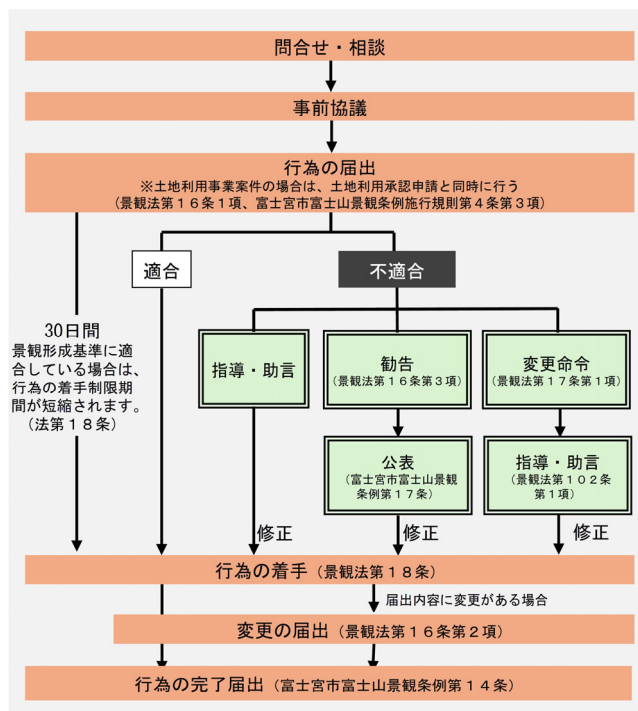 問合せ・相談
事前協議
行為の届出
※土地利用事業案件の場合は、土地利用承認申請と同時に行う
（景観法第１６条１項、富士宮市富士山景観条例施行規則第４条第３項）
適合
不適合
30日間
景観形成基準に適
合している場合は、
行為の着手制限期
間が短縮されます。
（法第１８条）
指導・助言
勧告
（景観法第１６条第３項）
変更命令
（景観法第１７条第１項）
公表
（富士宮市富士山景観
条例第１７条）
指導・助言
（景観法第１０２条
第１項）
修正
修正
修正
行為の着手（景観法第１８条）
届出内容に変更がある場合
変更の届出（景観法第１６条第２項）
行為の完了届出（富士宮市富士山景観条例第１４条）